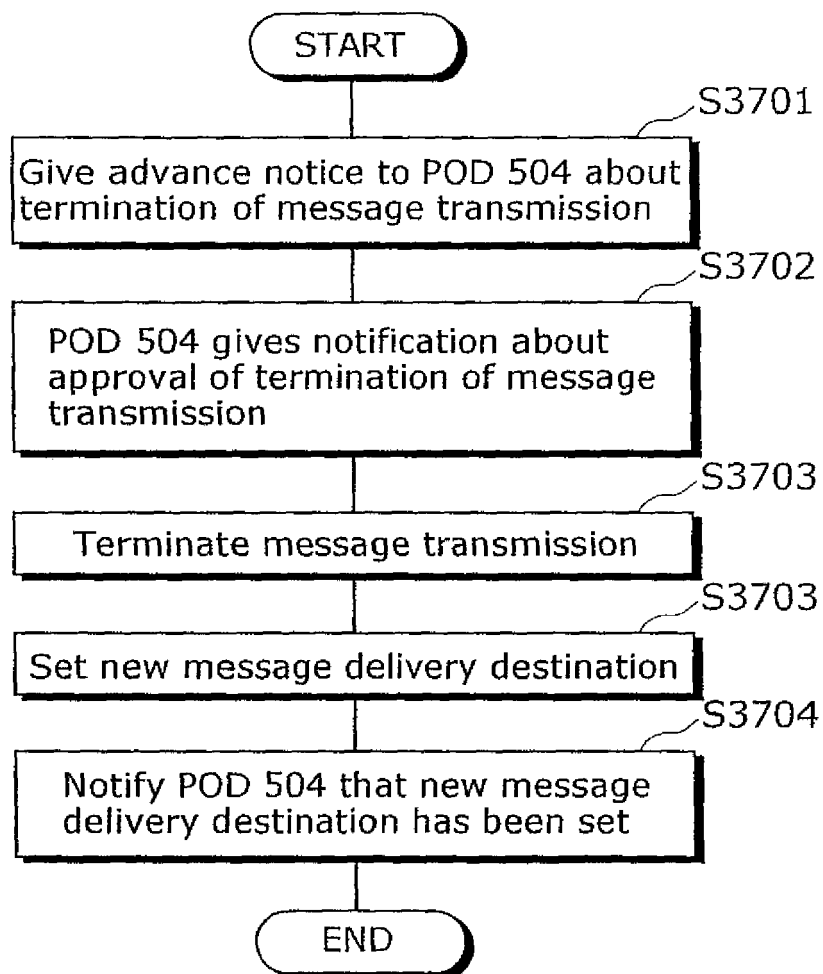 START
S3701
Give advance notice to POD 504 about
termination of message transmission
S3702
POD 504 gives notification about
approval of termination of message
transmission
S3703
Terminate message transmission
S3703
Set new message delivery destination
S3704
Notify POD 504 that new message
delivery destination has been set
END